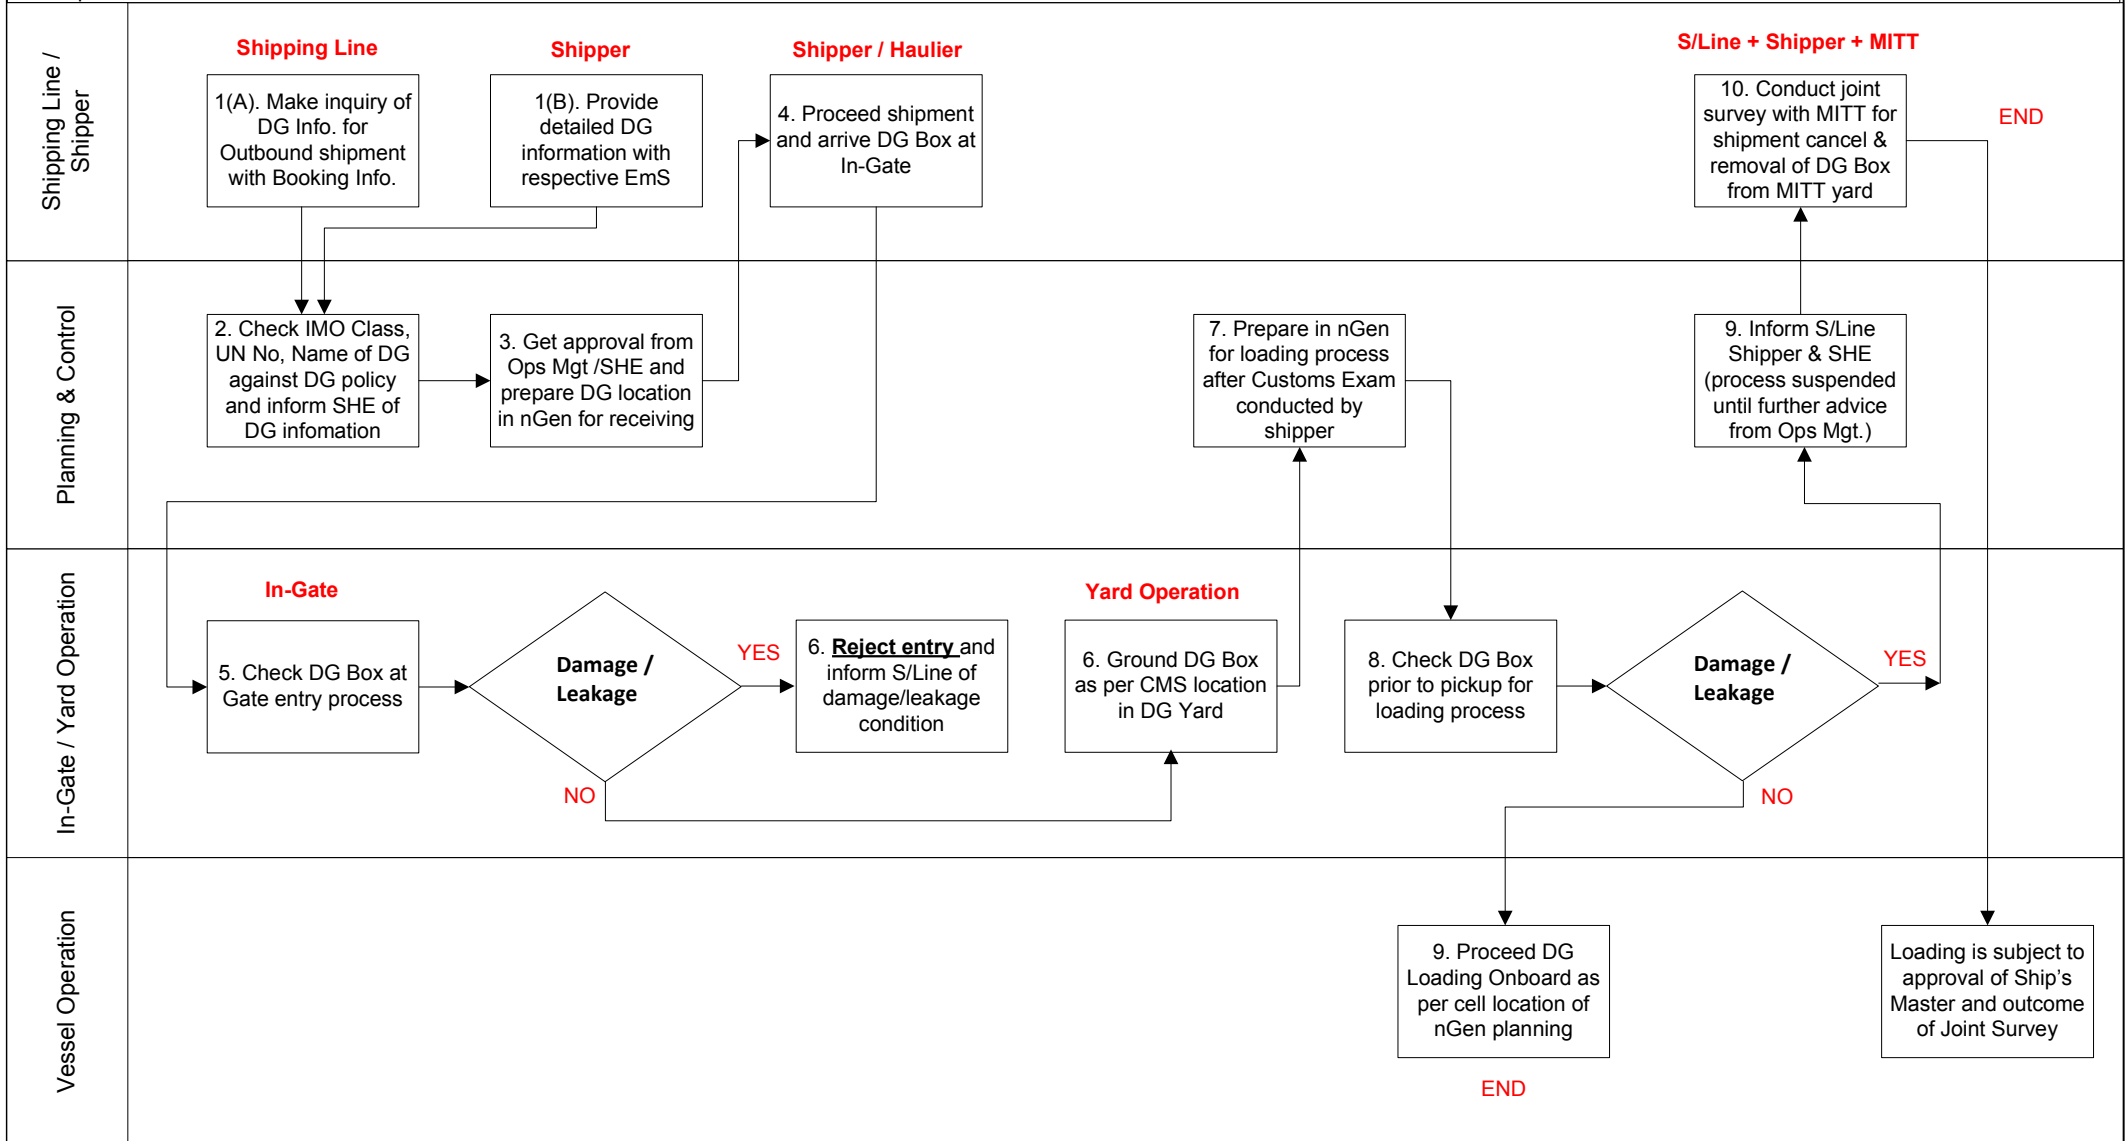 Shipping Line /
Shipper
Shipping Line
1(A). Make inquiry of
DG Info. for
Outbound shipment
with Booking Info.
Shipper
1(B). Provide
detailed DG
information with
respective EmS
Shipper / Haulier
4. Proceed shipment
and arrive DG Box at
In-Gate
S/Line + Shipper + MITT
10. Conduct joint
survey with MITT for
shipment cancel &
removal of DG Box
from MITT yard
END
Planning & Control
2. Check IMO Class,
UN No, Name of DG
against DG policy
and inform SHE of
DG infomation
3. Get approval from
Ops Mgt /SHE and
prepare DG location
in nGen for receiving
7. Prepare in nGen
for loading process
after Customs Exam
conducted by
shipper
9. Inform S/Line
Shipper & SHE
(process suspended
until further advice
from Ops Mgt.)
In-Gate / Yard Operation
In-Gate
5. Check DG Box at
Gate entry process
Damage /
Leakage
YES
NO
6. Reject entry and
inform S/Line of
damage/leakage
condition
Yard Operation
6. Ground DG Box
as per CMS location
in DG Yard
8. Check DG Box
prior to pickup for
loading process
Damage /
Leakage
YES
NO
Vessel Operation
9. Proceed DG
Loading Onboard as
per cell location of
nGen planning
END
Loading is subject to
approval of Ship's
Master and outcome
of Joint Survey